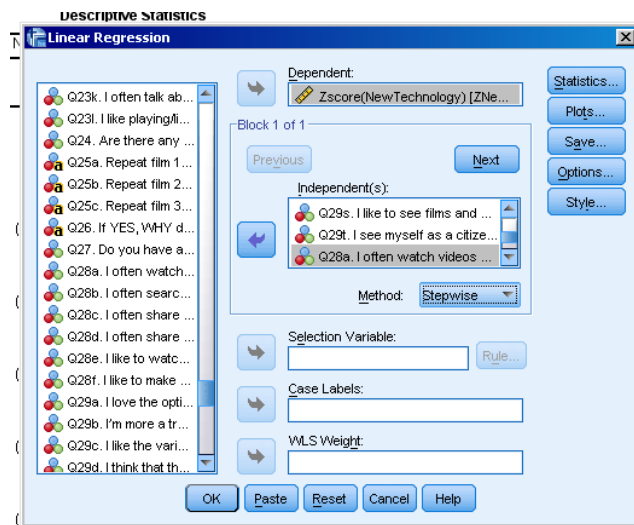 Descriptive Statistics
N
Linear Regression
Q23k. I often talk ab...
Q23l. I like playing/li...
Q24. Are there any ...
Q25a. Repeat film 1...
Q25b. Repeat film 2...
Q25c. Repeat film 3...
Q26. If YES, WHY d...
Q27. Do you have a...
Q28a. I often watch...
Q28b. I often searc...
Q28c. I often share ...
Q28d. I often share ...
Q28e. I like to watc...
Q28f. I like to make ...
Q29a. I love the opti...
Q29b. I'm more a tr...
Q29c. I like the vari...
Q29d. I think that th...
Dependent:
Zscore(NewTechnology) [ZNe...
Block 1 of 1
Previous
Next
Independent(s):
Q29s. I like to see films and ...
Q29t. I see myself as a citize...
Q28a. I often watch videos ...
Method:
Stepwise
Selection Variable:
Rule...
Case Labels:
WLS Weight:
Statistics...
Plots...
Save...
Options...
Style...
OK
Paste
Reset
Cancel
Help